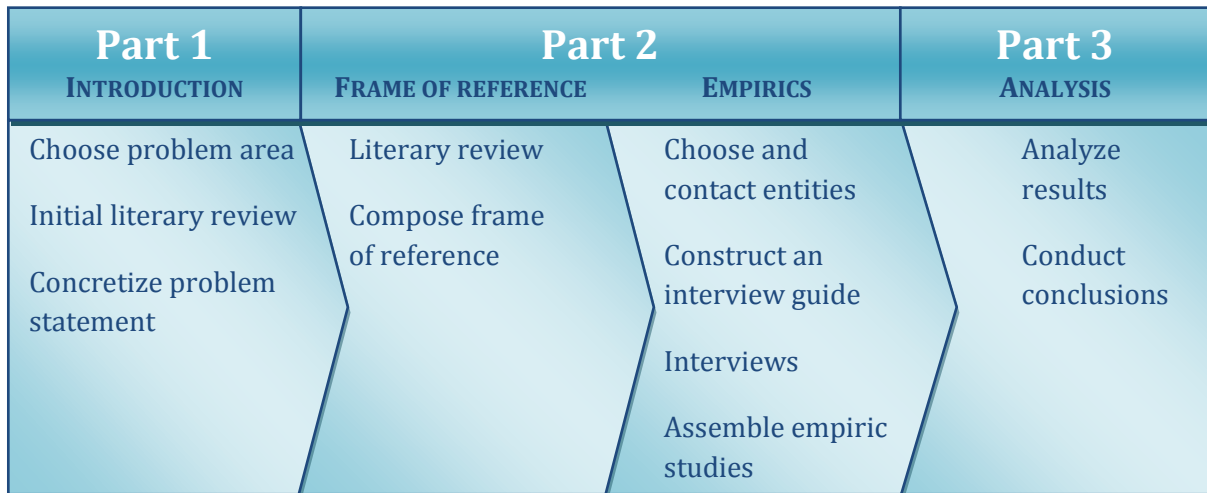 Part 1
INTRODUCTION
Part 2
FRAME OF REFERENCE
EMPIRICS
Part 3
ANALYSIS
Choose problem area
Initial literary review
Concretize problem
statement
Literary review
Compose frame
of reference
Choose and
contact entities
Construct an
interview guide
Interviews
Assemble empiric
studies
Analyze
results
Conduct
conclusions